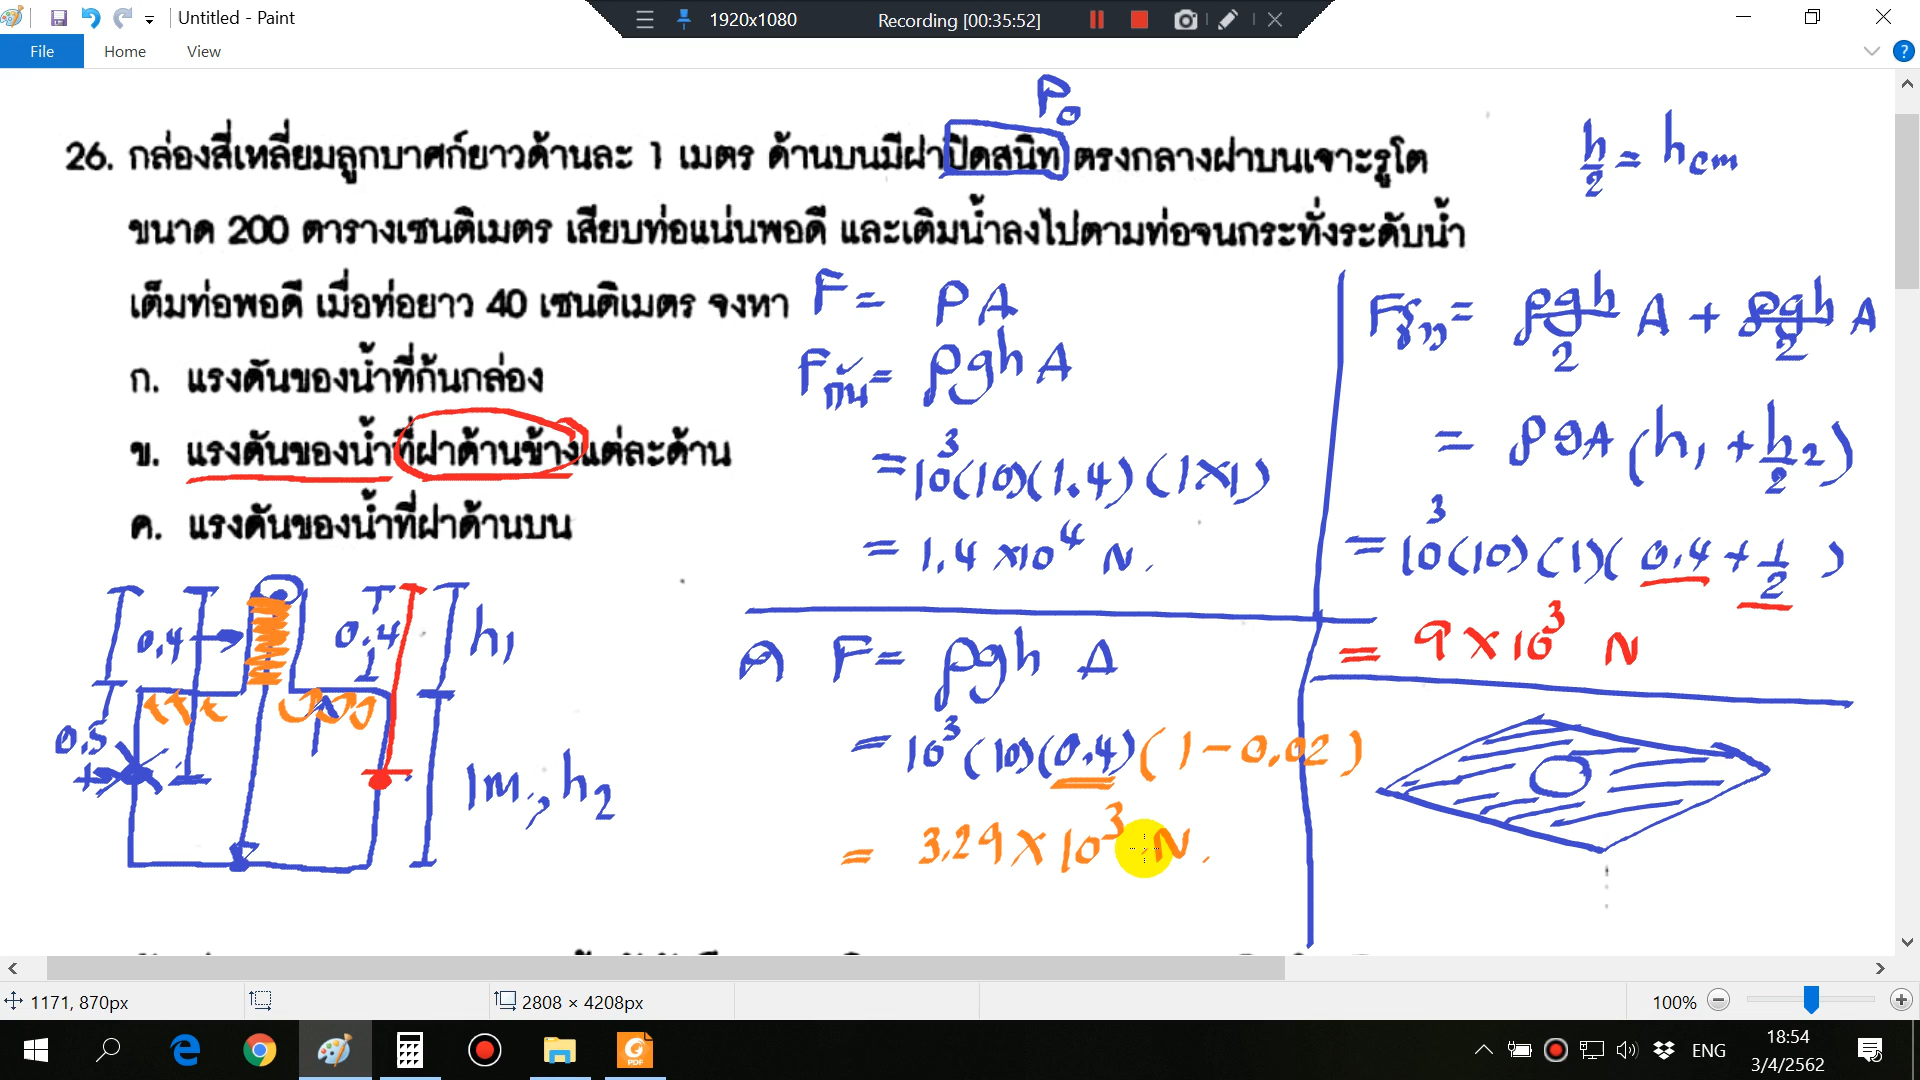 Untitled - Paint
1920x1080
Recording [00:35:52]
File
Home
View
P₀
26. กล่องสี่เหลี่ยมลูกบาศก์ยาวด้านละ 1 เมตร ด้านบนมีฝาปิดสนิท ตรงกลางฝาบนเจาะรูโต
ขนาด 200 ตารางเซนติเมตร เสียบท่อแน่นพอดี และเติมน้ำลงไปตามท่อจนกระทั่งระดับน้ำ
เต็มท่อพอดี เมื่อท่อยาว 40 เซนติเมตร จงหา
ก. แรงดันของน้ำที่ก้นกล่อง
ข. แรงดันของน้ำที่ฝาด้านข้างแต่ละด้าน
ค. แรงดันของน้ำที่ฝาด้านบน
h/2 = hcm
F = PA
Fก้น = ρghA
= 10³(10)(1.4)(1×1)
= 1.4 ×10⁴ N.
Fข้าง = ρgh/2 A + ρgh/2 A
= ρgA(h₁ + h₂/2)
= 10³(10)(1)(0.4 + 1/2)
= 9 × 10³ N
ค F = ρgh A
= 10³(10)(0.4)(1 - 0.02)
= 3.29 × 10³ N.
0.4
0.4
h₁
0.5
P
1m, h₂
1171, 870px
2808 × 4208px
100%
ENG
18:54
3/4/2562